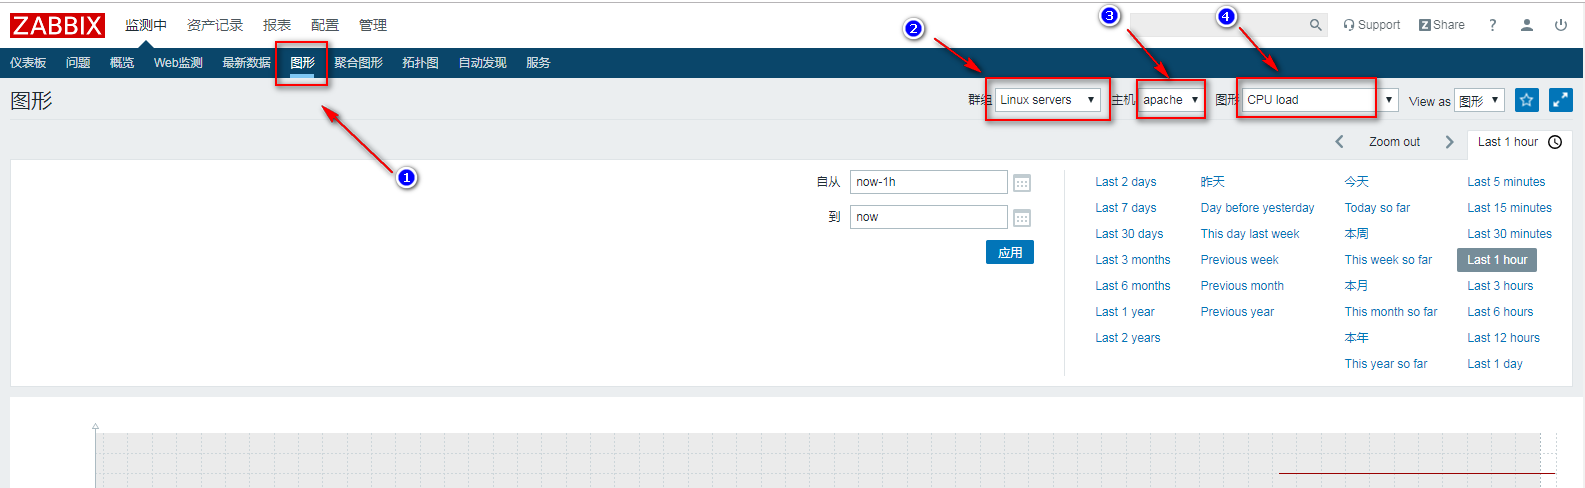 ZABBIX 监测中 资产记录 报表 配置 管理 Support Z Share ?
仪表板 问题 概览 Web监测 最新数据 图形 聚合图形 拓扑图 自动发现 服务
2
3
4
1
图形 群组 Linux servers 主机 apache 图形 CPU load View as 图形
Zoom out Last 1 hour
自从 now-1h
到 now
应用
Last 2 days 昨天 今天 Last 5 minutes
Last 7 days Day before yesterday Today so far Last 15 minutes
Last 30 days This day last week 本周 Last 30 minutes
Last 3 months Previous week This week so far Last 1 hour
Last 6 months Previous month 本月 Last 3 hours
Last 1 year Previous year This month so far Last 6 hours
Last 2 years 本年 Last 12 hours
This year so far Last 1 day